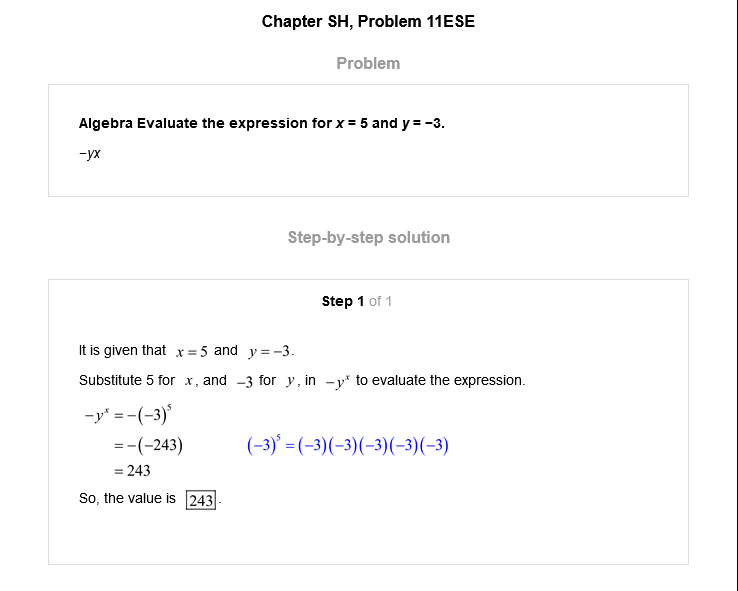 Chapter SH, Problem 11ESE
Problem
Algebra Evaluate the expression for x = 5 and y = −3.
−yx
Step-by-step solution
Step 1 of 1
It is given that x = 5 and y = −3.
Substitute 5 for x, and −3 for y, in −yˣ to evaluate the expression.
−yˣ = −(−3)⁵
= −(−243) (−3)⁵ = (−3)(−3)(−3)(−3)(−3)
= 243
So, the value is 243.